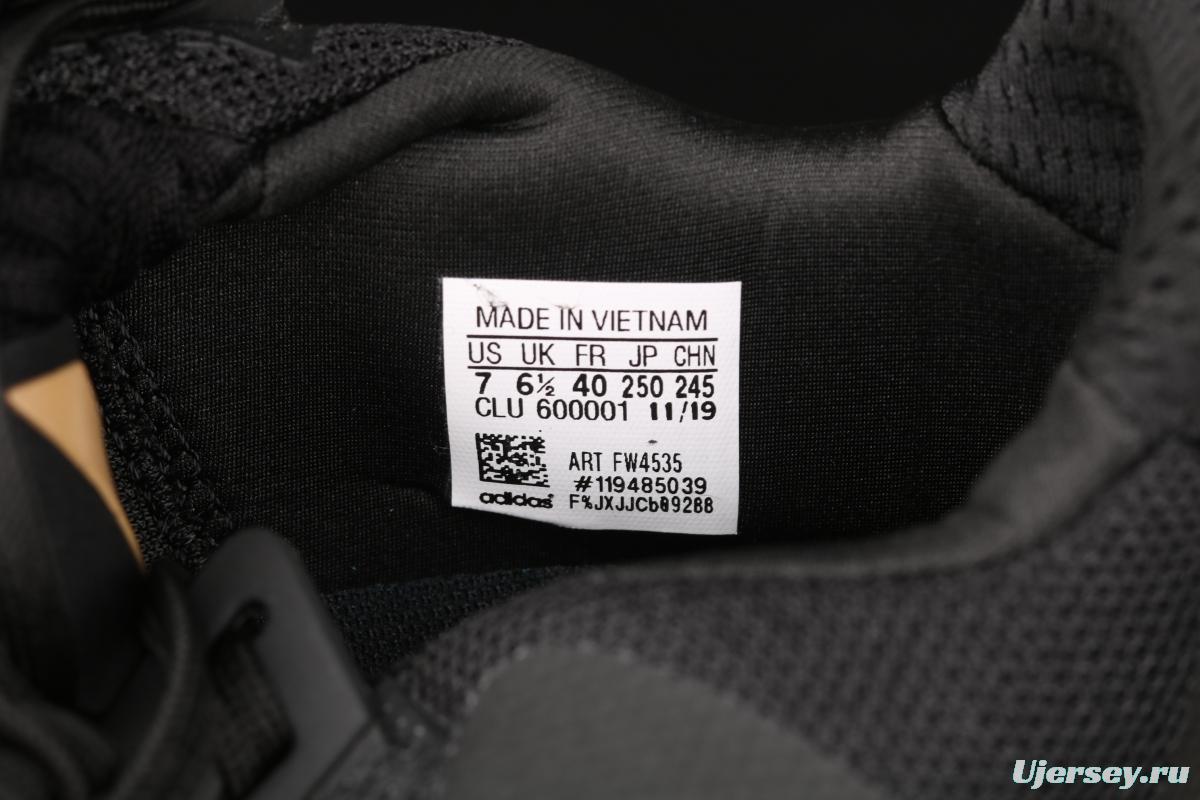 MADE IN VIETNAM
US UK FR JP CHN
7 6½ 40 250 245
CLU 600001 11/19
ART FW4535
#119485039
adidas F%JXJJCb09288
Ujersey.ru